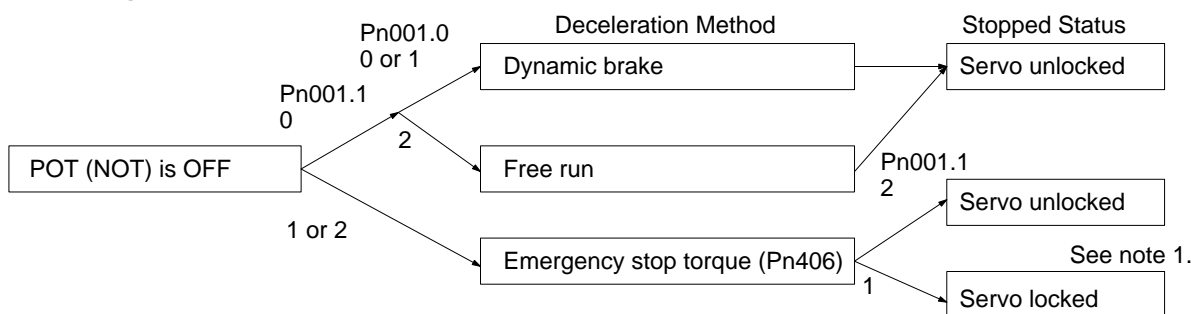 Pn001.0
0 or 1
Deceleration Method
Stopped Status
Dynamic brake
Servo unlocked
Pn001.1
0
2
POT (NOT) is OFF
Free run
Pn001.1
2
Servo unlocked
1 or 2
Emergency stop torque (Pn406)
See note 1.
1
Servo locked